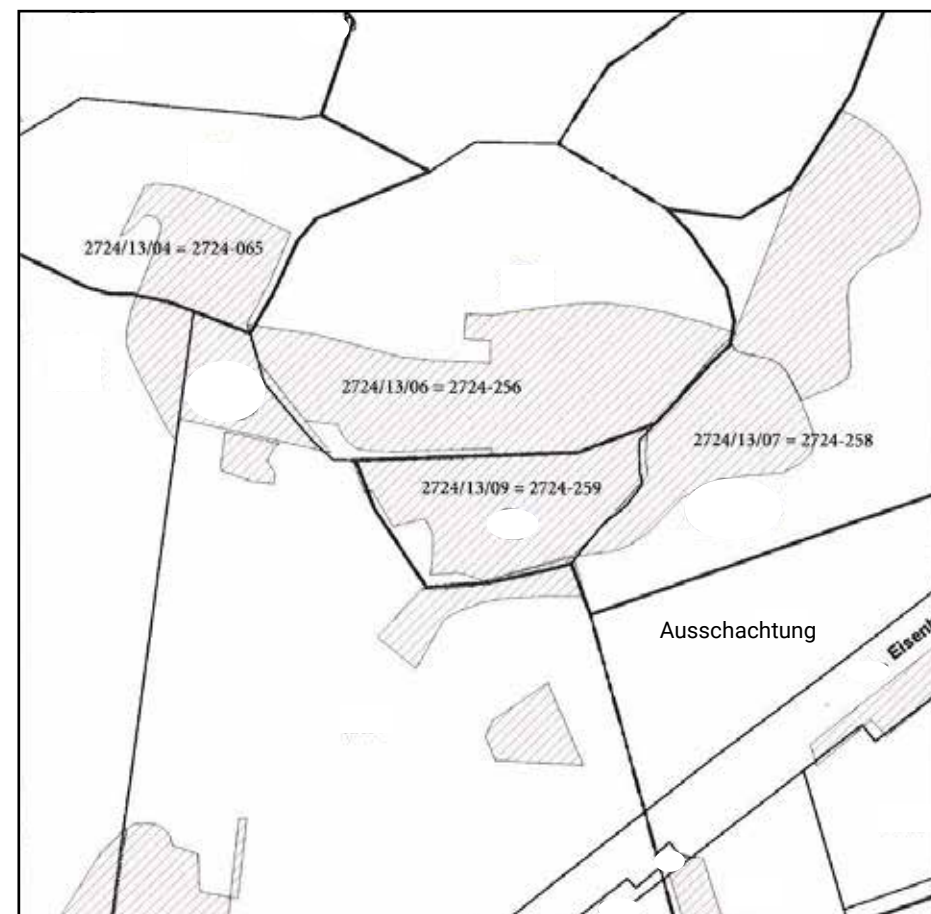 2724/13/04 = 2724-065
2724/13/06 = 2724-256
2724/13/07 = 2724-258
2724/13/09 = 2724-259
Ausschachtung
Eisenb